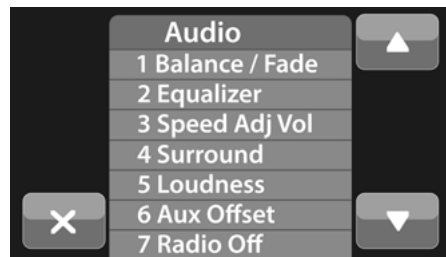 Audio
1 Balance / Fade
2 Equalizer
3 Speed Adj Vol
4 Surround
5 Loudness
6 Aux Offset
7 Radio Off